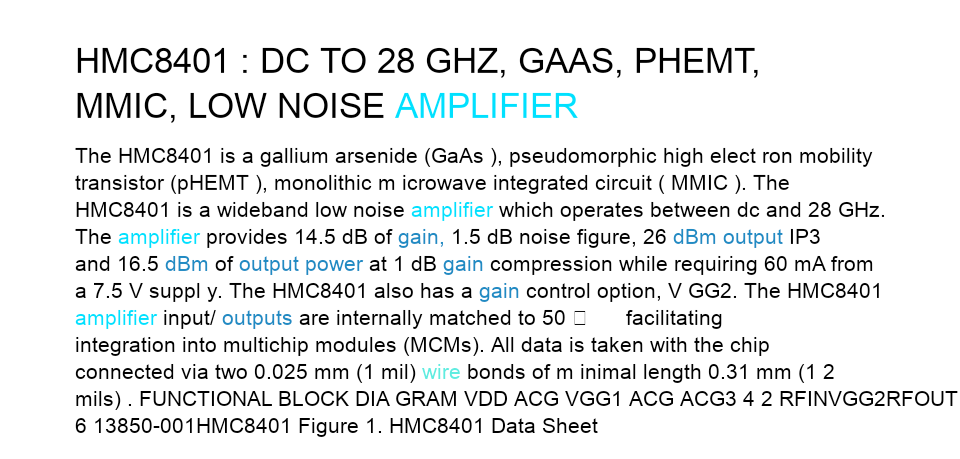 HMC8401 : DC TO 28 GHZ, GAAS, PHEMT,
MMIC, LOW NOISE AMPLIFIER
The HMC8401 is a gallium arsenide (GaAs ), pseudomorphic high elect ron mobility
transistor (pHEMT ), monolithic m icrowave integrated circuit ( MMIC ). The
HMC8401 is a wideband low noise amplifier which operates between dc and 28 GHz.
The amplifier provides 14.5 dB of gain, 1.5 dB noise figure, 26 dBm output IP3
and 16.5 dBm of output power at 1 dB gain compression while requiring 60 mA from
a 7.5 V suppl y. The HMC8401 also has a gain control option, V GG2. The HMC8401
amplifier input/ outputs are internally matched to 50 □ facilitating
integration into multichip modules (MCMs). All data is taken with the chip
connected via two 0.025 mm (1 mil) wire bonds of m inimal length 0.31 mm (1 2
mils) . FUNCTIONAL BLOCK DIA GRAM VDD ACG VGG1 ACG ACG3 4 2 RFINVGG2RFOUT
6 13850-001HMC8401 Figure 1. HMC8401 Data Sheet